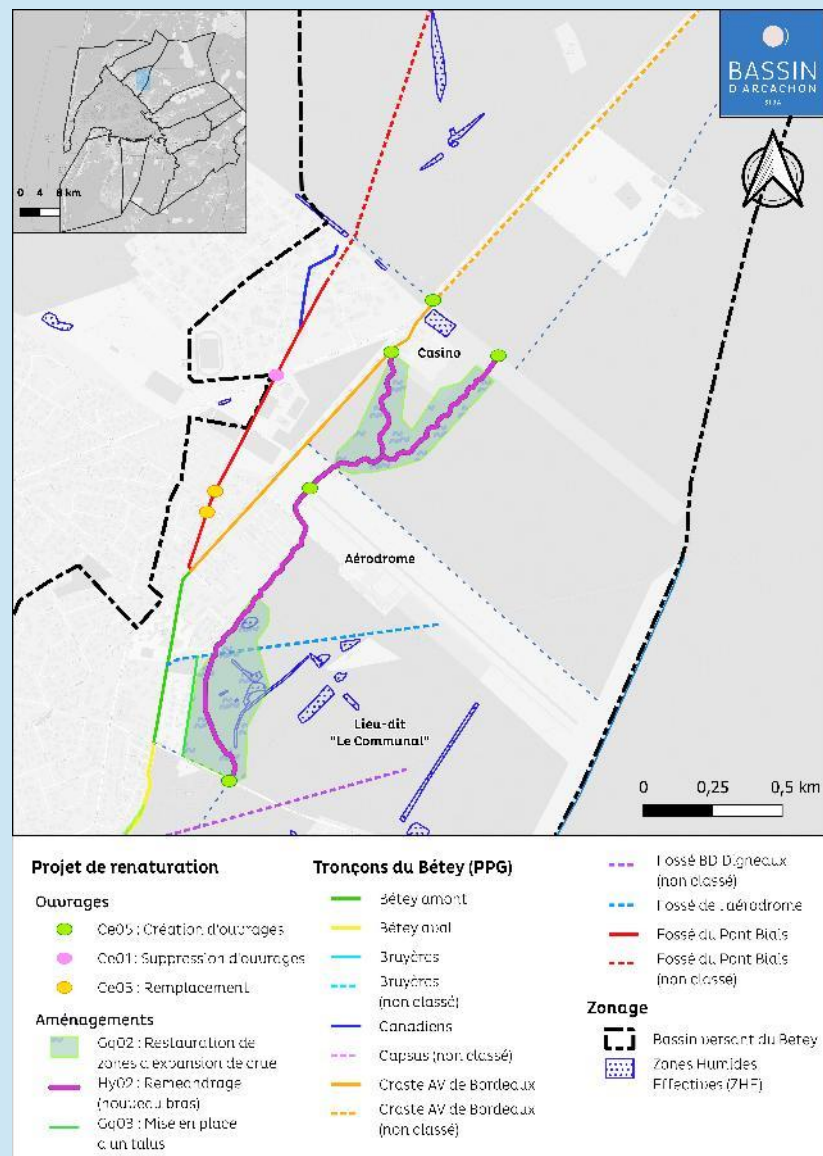 BASSIN
D'ARCACHON
SIBA
0 4 8 km
Casino
Aérodrome
Lieu-dit
"Le Communal"
0 0,25 0,5 km
Projet de renaturation
Ouvrages
Ce05 : Création d'ouvrages
Ce01 : Suppression d'ouvrages
Ce05 : Remplacement
Aménagements
Gq02 : Restauration de
zones d'expansion de crue
Hy02 : Remeandrage
(nouveau bras)
Gq03 : Mise en place
d'un talus
Tronçons du Bétey (PPG)
Bétey amont
Bétey aval
Bruyères
Bruyères
(non classé)
Canadiens
Capsus (non classé)
Craste AV de Bordeaux
Craste AV de Bordeaux
(non classé)
Fossé BD Digneaux
(non classé)
Fossé de l'aérodrome
Fossé du Pont Biais
Fossé du Pont Biais
(non classé)
Zonage
Bassin versant du Betey
Zones Humides
Effectives (ZHE)